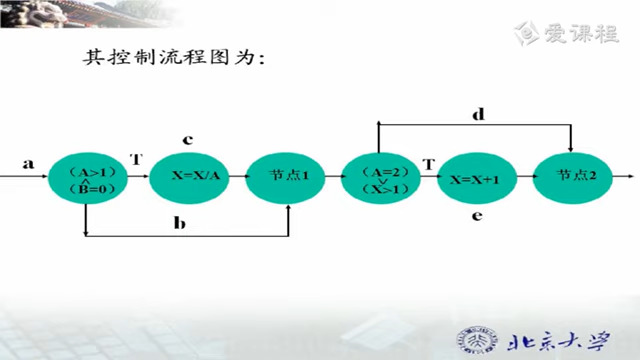 爱课程
其控制流程图为：
d
c
a
T
T
（A>1）
^
（B=0）
X=X/A
节点1
（A=2）
∨
（X>1）
X=X+1
节点2
b
e
北京大学